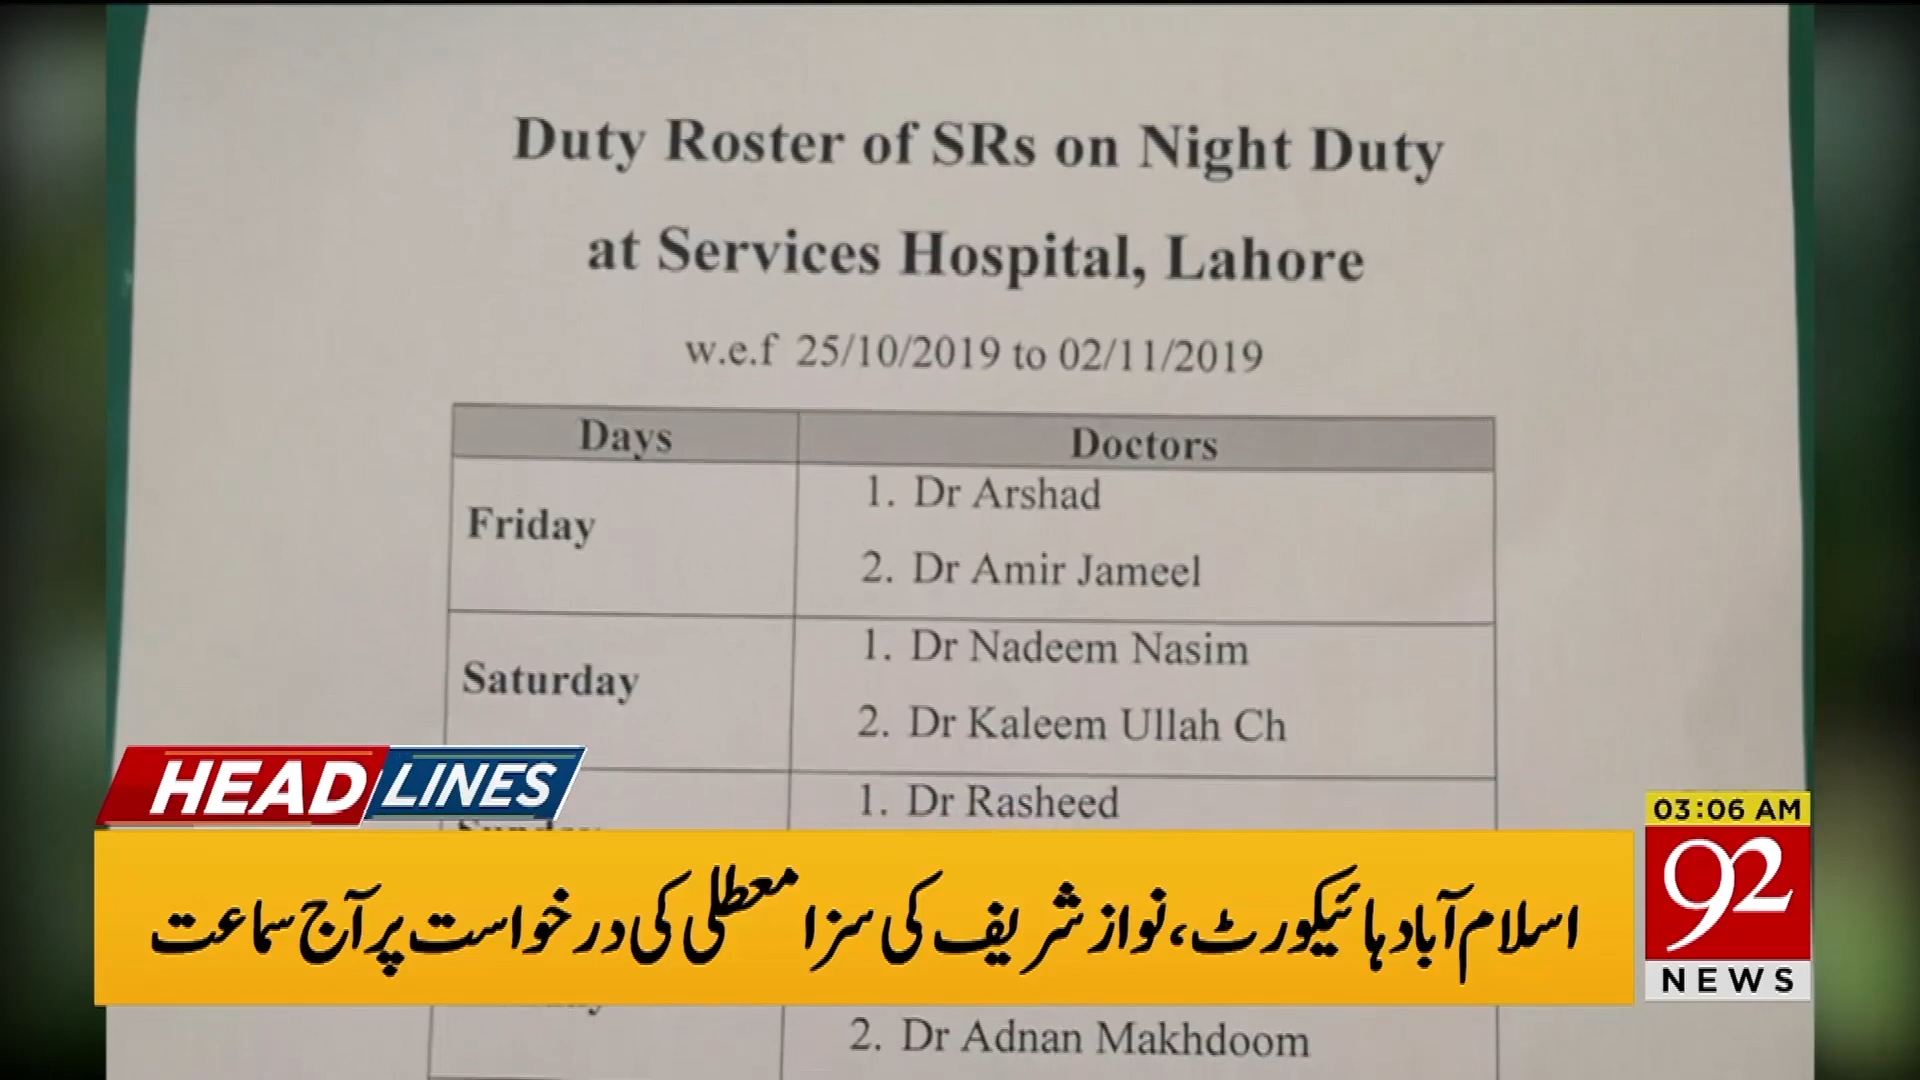 Duty Roster of SRs on Night Duty
at Services Hospital, Lahore
w.e.f 25/10/2019 to 02/11/2019
Days Doctors
Friday
1. Dr Arshad
2. Dr Amir Jameel
Saturday
1. Dr Nadeem Nasim
2. Dr Kaleem Ullah Ch
1. Dr Rasheed
HEADLINES
03:06 AM
92
NEWS
اسلام آباد ہائیکورٹ، نواز شریف کی سزا معطلی کی درخواست پر آج سماعت
2. Dr Adnan Makhdoom